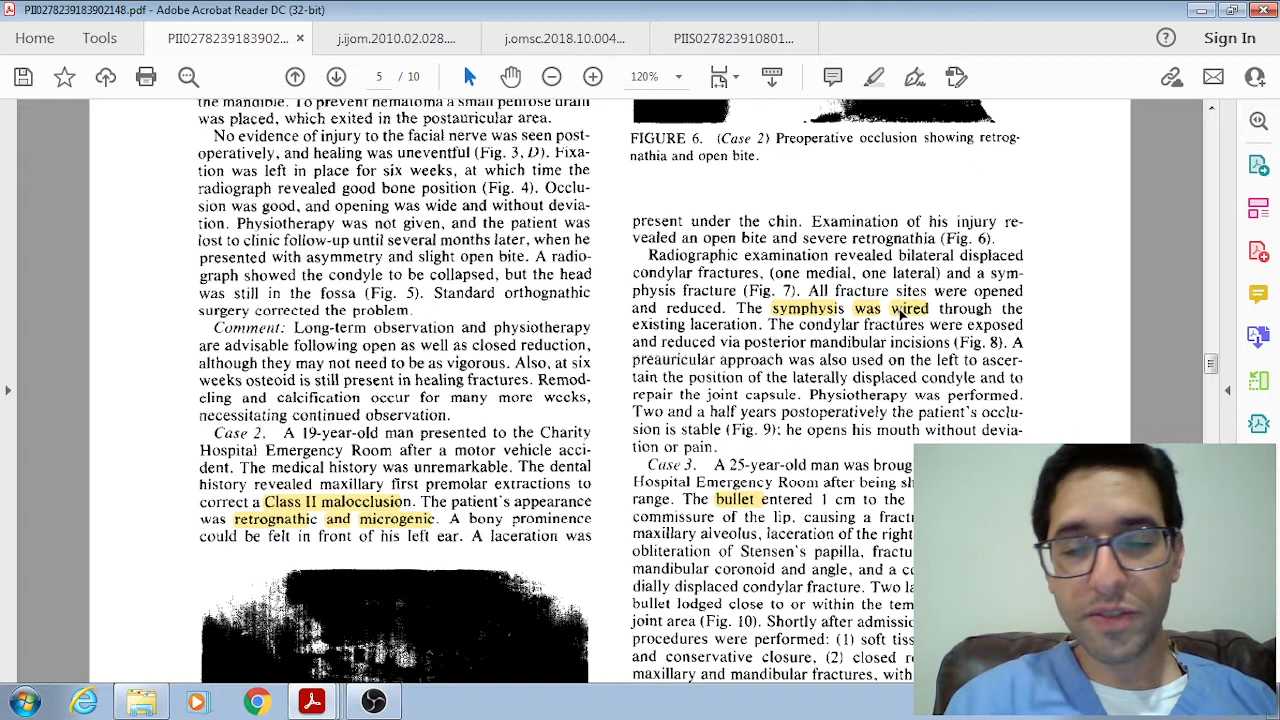 PII0278239183902148.pdf - Adobe Acrobat Reader DC (32-bit)
Home
Tools
PII02782391839​02...
j.ijom.2010.02.028....
j.omsc.2018.10.004...
PIIS027823910801...
Sign In
5 / 10
120%
the mandible. To prevent hematoma a small penrose drain
was placed, which exited in the postauricular area.
No evidence of injury to the facial nerve was seen post-
operatively, and healing was uneventful (Fig. 3, D). Fixa-
tion was left in place for six weeks, at which time the
radiograph revealed good bone position (Fig. 4). Occlu-
sion was good, and opening was wide and without devia-
tion. Physiotherapy was not given, and the patient was
lost to clinic follow-up until several months later, when he
presented with asymmetry and slight open bite. A radio-
graph showed the condyle to be collapsed, but the head
was still in the fossa (Fig. 5). Standard orthognathic
surgery corrected the problem.
Comment: Long-term observation and physiotherapy
are advisable following open as well as closed reduction,
although they may not need to be as vigorous. Also, at six
weeks osteoid is still present in healing fractures. Remod-
eling and calcification occur for many more weeks,
necessitating continued observation.
Case 2. A 19-year-old man presented to the Charity
Hospital Emergency Room after a motor vehicle acci-
dent. The medical history was unremarkable. The dental
history revealed maxillary first premolar extractions to
correct a Class II malocclusion. The patient's appearance
was retrognathic and microgenic. A bony prominence
could be felt in front of his left ear. A laceration was
FIGURE 6. (Case 2) Preoperative occlusion showing retrog-
nathia and open bite.
present under the chin. Examination of his injury re-
vealed an open bite and severe retrognathia (Fig. 6).
Radiographic examination revealed bilateral displaced
condylar fractures, (one medial, one lateral) and a sym-
physis fracture (Fig. 7). All fracture sites were opened
and reduced. The symphysis was wired through the
existing laceration. The condylar fractures were exposed
and reduced via posterior mandibular incisions (Fig. 8). A
preauricular approach was also used on the left to ascer-
tain the position of the laterally displaced condyle and to
repair the joint capsule. Physiotherapy was performed.
Two and a half years postoperatively the patient's occlu-
sion is stable (Fig. 9); he opens his mouth without devia-
tion or pain.
Case 3. A 25-year-old man was broug
Hospital Emergency Room after being sh
range. The bullet entered 1 cm to the
commissure of the lip, causing a fract
maxillary alveolus, laceration of the right
obliteration of Stensen's papilla, fractu
mandibular coronoid and angle, and a co
dially displaced condylar fracture. Two la
bullet lodged close to or within the tem
joint area (Fig. 10). Shortly after admissio
procedures were performed: (1) soft tiss
and conservative closure, (2) closed re
maxillary and mandibular fractures, with